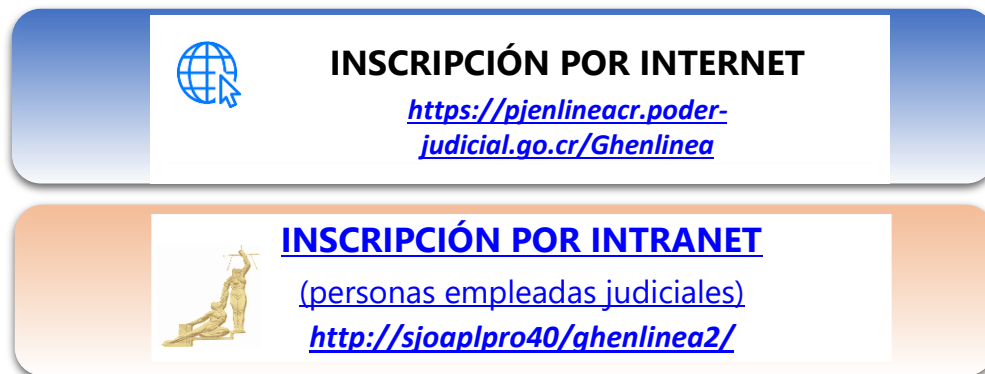 INSCRIPCIÓN POR INTERNET
https://pjenlineacr.poder-
judicial.go.cr/Ghenlinea
INSCRIPCIÓN POR INTRANET
(personas empleadas judiciales)
http://sjoaplpro40/ghenlinea2/